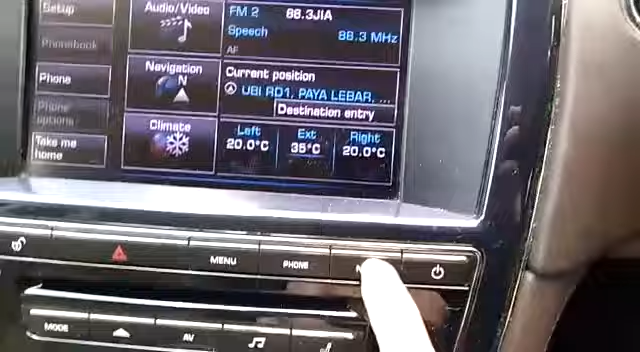 Setup
Phonebook
Phone
Phone options
Take me home
Audio/Video
Navigation
N
Climate
FM 2 88.3JIA
Speech
88.3 MHz
AF
Current position
UBI RD1, PAYA LEBAR, ...
Destination entry
Left Ext Right
20.0°C 35°C 20.0°C
MENU
PHONE
MODE
AV